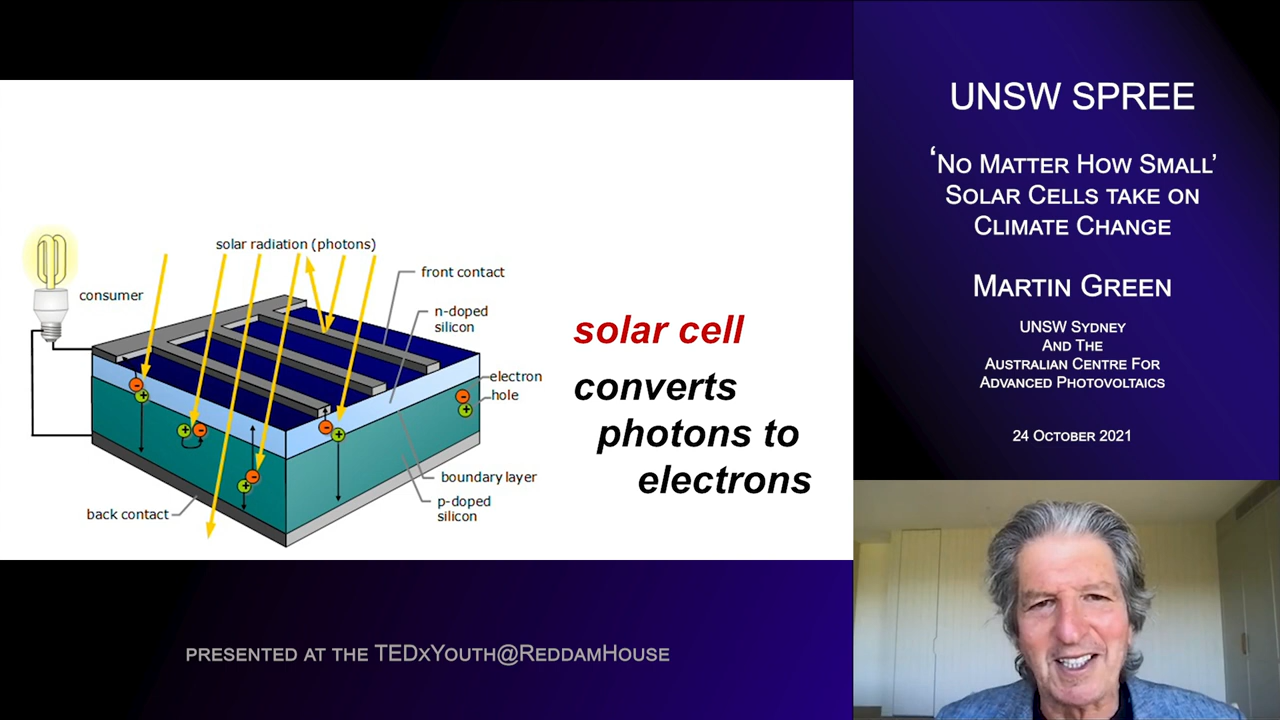 solar radiation (photons)
consumer
front contact
n-doped
silicon
electron
hole
boundary layer
p-doped
silicon
back contact
solar cell
converts
photons to
electrons
PRESENTED AT THE TEDxYOUTH@REDDAMHOUSE
UNSW SPREE
‘NO MATTER HOW SMALL’
SOLAR CELLS TAKE ON
CLIMATE CHANGE
MARTIN GREEN
UNSW SYDNEY
AND THE
AUSTRALIAN CENTRE FOR
ADVANCED PHOTOVOLTAICS
24 OCTOBER 2021